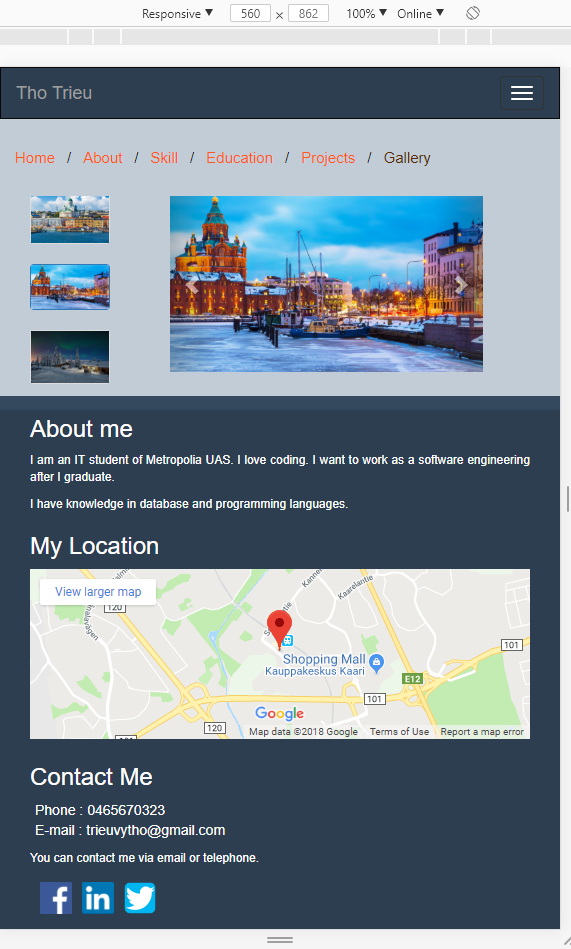 Responsive ▼ 560 × 862 100% ▼ Online ▼
Tho Trieu
Home / About / Skill / Education / Projects / Gallery
About me
I am an IT student of Metropolia UAS. I love coding. I want to work as a software engineering
after I graduate.
I have knowledge in database and programming languages.
My Location
View larger map
120
Kaarelantie
101
Shopping Mall
Kauppakeskus Kaari
E12
101
Google
120
101
Map data ©2018 Google Terms of Use Report a map error
Contact Me
Phone : 0465670323
E-mail : trieuvytho@gmail.com
You can contact me via email or telephone.
f in